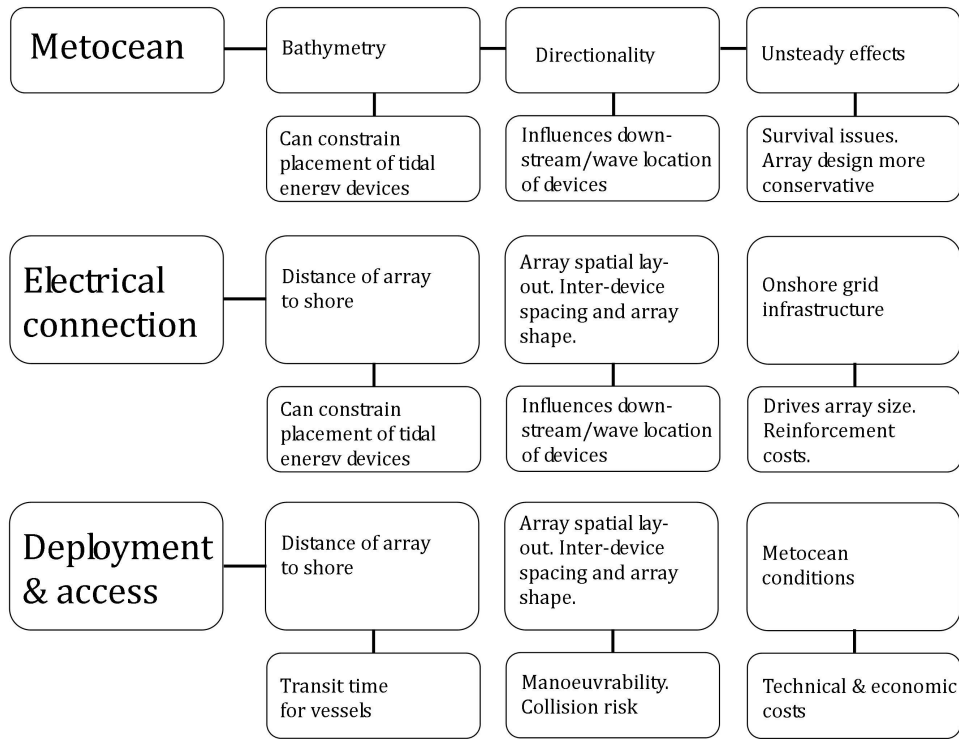 Metocean
Bathymetry
Directionality
Unsteady effects
Can constrain
placement of tidal
energy devices
Influences down-
stream/wave location
of devices
Survival issues.
Array design more
conservative
Electrical
connection
Distance of array
to shore
Array spatial lay-
out. Inter-device
spacing and array
shape.
Onshore grid
infrastructure
Can constrain
placement of tidal
energy devices
Influences down-
stream/wave location
of devices
Drives array size.
Reinforcement
costs.
Deployment
& access
Distance of array
to shore
Array spatial lay-
out. Inter-device
spacing and array
shape.
Metocean
conditions
Transit time
for vessels
Manoeuvrability.
Collision risk
Technical & economic
costs